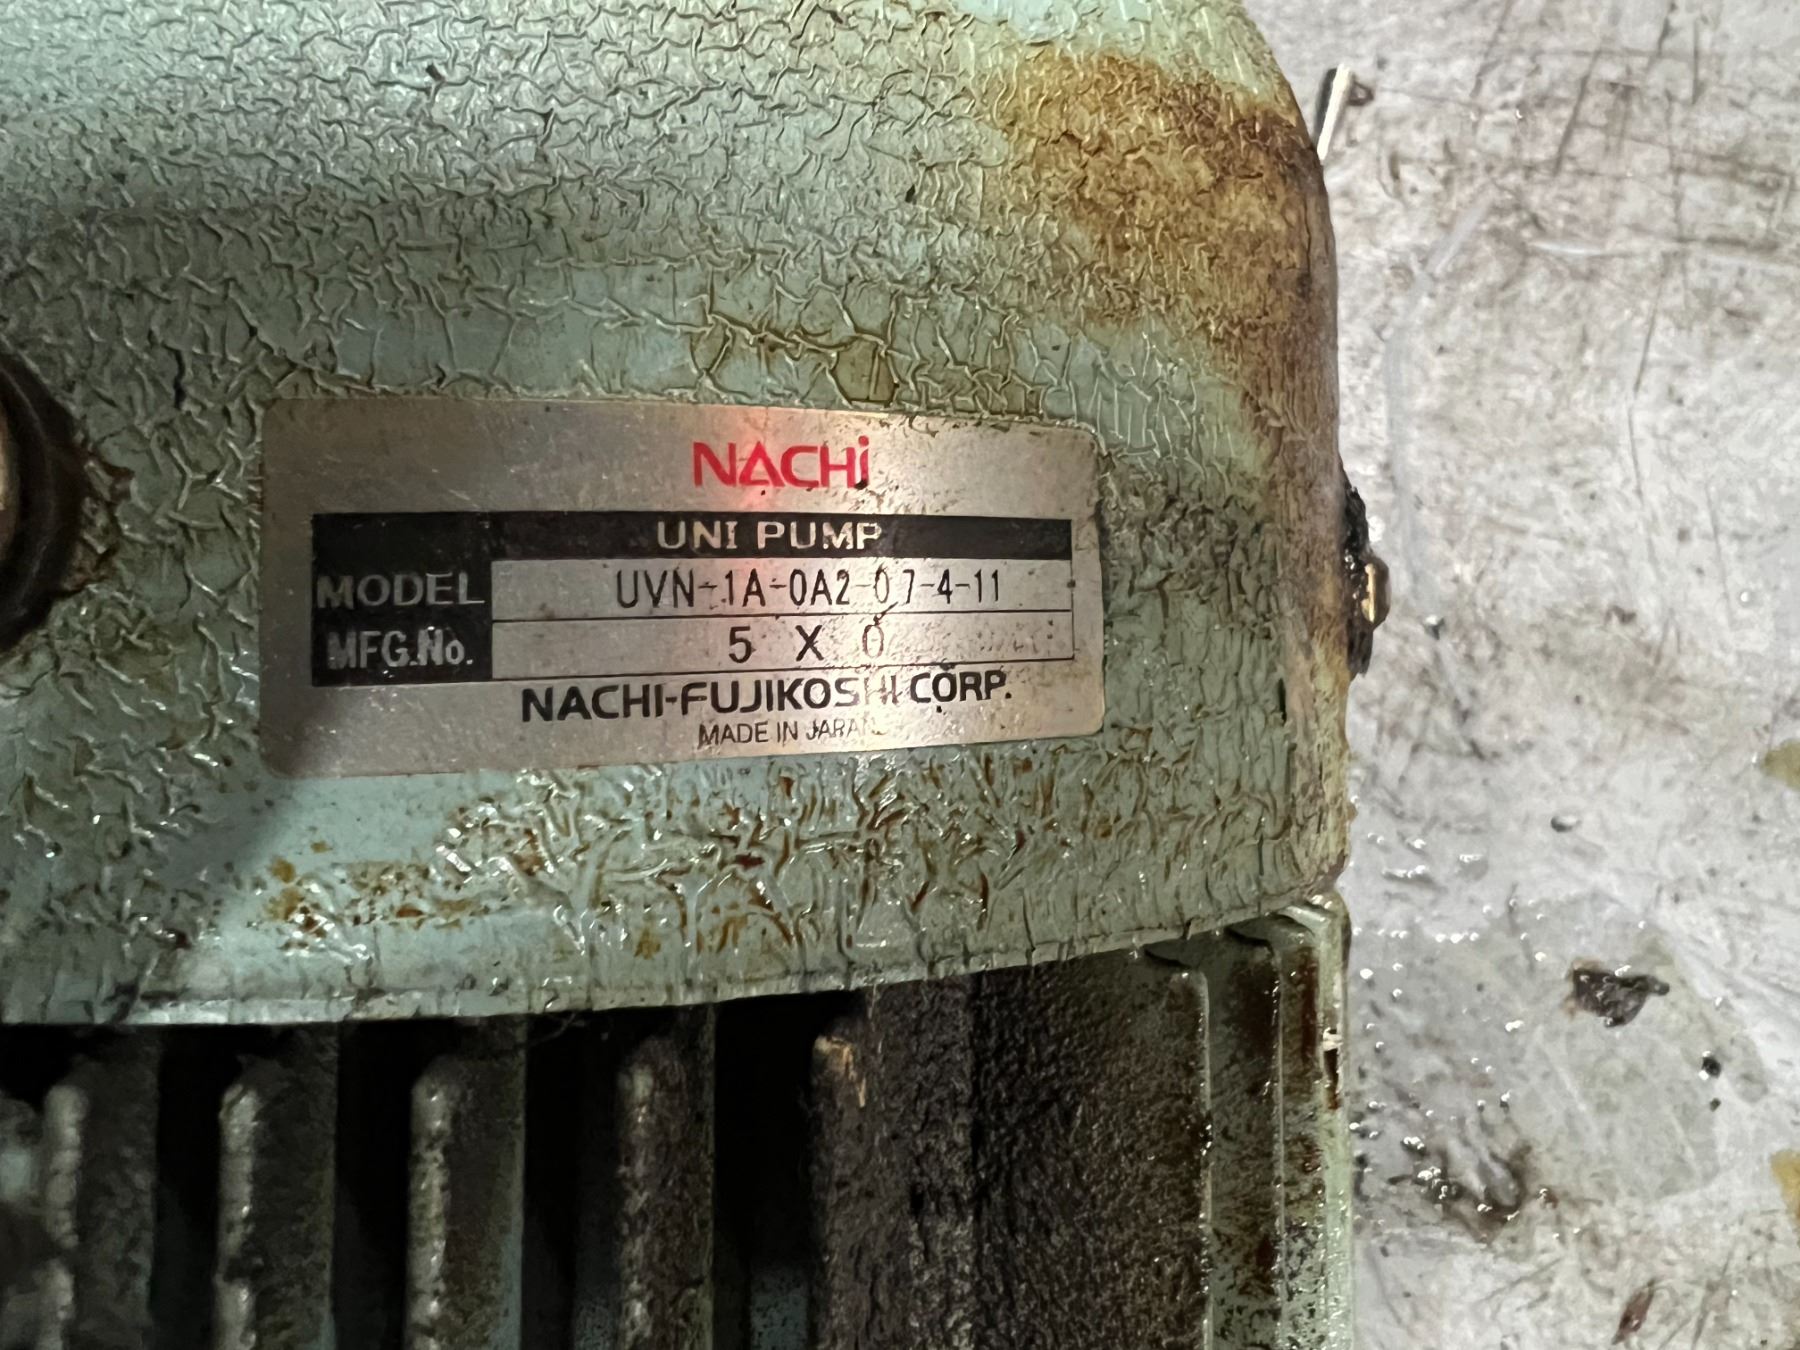 NACHi
UNI PUMP
MODEL UVN-1A-0A2-07-4-11
MFG.No. 5 X 0
NACHI-FUJIKOSHI CORP.
MADE IN JAPAN